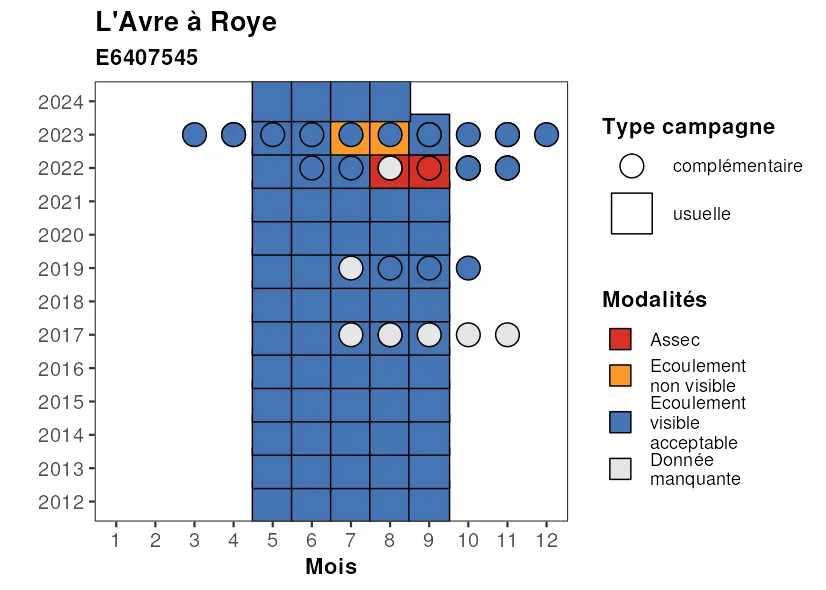 L'Avre à Roye
E6407545
2024
2023
2022
2021
2020
2019
2018
2017
2016
2015
2014
2013
2012
1 2 3 4 5 6 7 8 9 10 11 12
Mois
Type campagne
complémentaire
usuelle
Modalités
Assec
Ecoulement
non visible
Ecoulement
visible
acceptable
Donnée
manquante